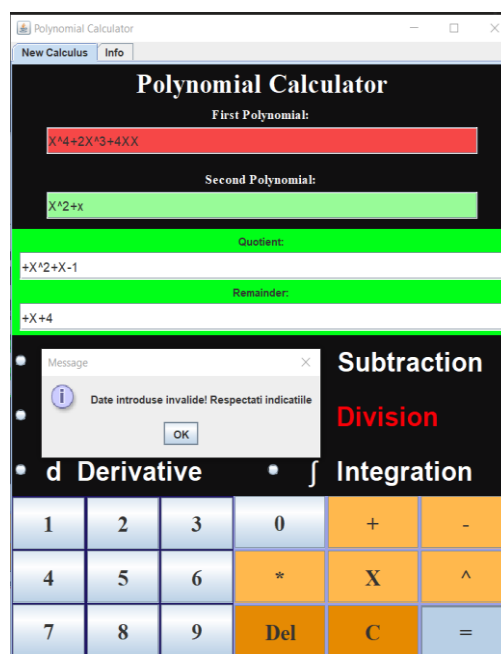 Polynomial Calculator
New Calculus Info
Polynomial Calculator
First Polynomial:
X^4+2X^3+4XX
Second Polynomial:
X^2+x
Quotient:
+X^2+X-1
Remainder:
+X+4
Subtraction
Message
Date introduse invalide! Respectati indicatiile
OK
Division
d Derivative ∫ Integration
1 2 3 0 + -
4 5 6 * X ^
7 8 9 Del C =